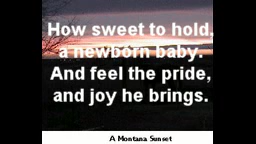 How sweet to hold,
a newborn baby.
And feel the pride,
and joy he brings.
A Montana Sunset